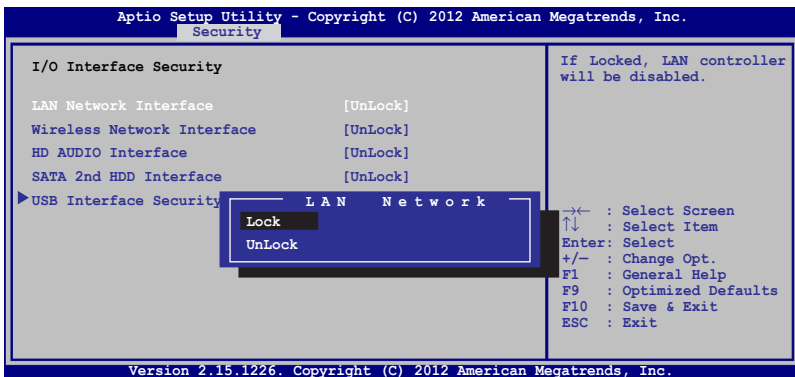 Aptio Setup Utility - Copyright (C) 2012 American Megatrends, Inc.
Security
I/O Interface Security
LAN Network Interface [UnLock]
Wireless Network Interface [UnLock]
HD AUDIO Interface [UnLock]
SATA 2nd HDD Interface [UnLock]
USB Interface Security
LAN Network
Lock
UnLock
If Locked, LAN controller
will be disabled.
→← : Select Screen
↑↓ : Select Item
Enter: Select
+/— : Change Opt.
F1 : General Help
F9 : Optimized Defaults
F10 : Save & Exit
ESC : Exit
Version 2.15.1226. Copyright (C) 2012 American Megatrends, Inc.